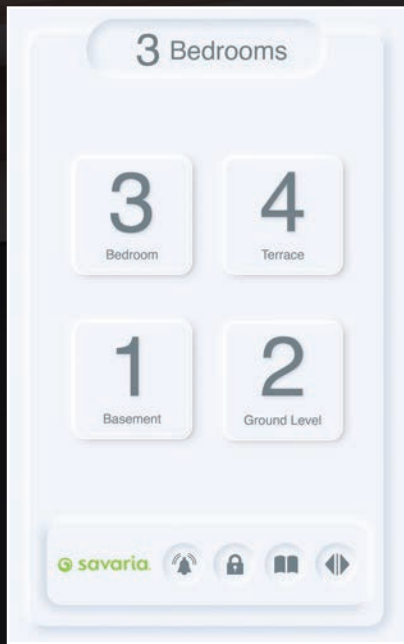 3 Bedrooms
3
Bedroom
4
Terrace
1
Basement
2
Ground Level
savaria.